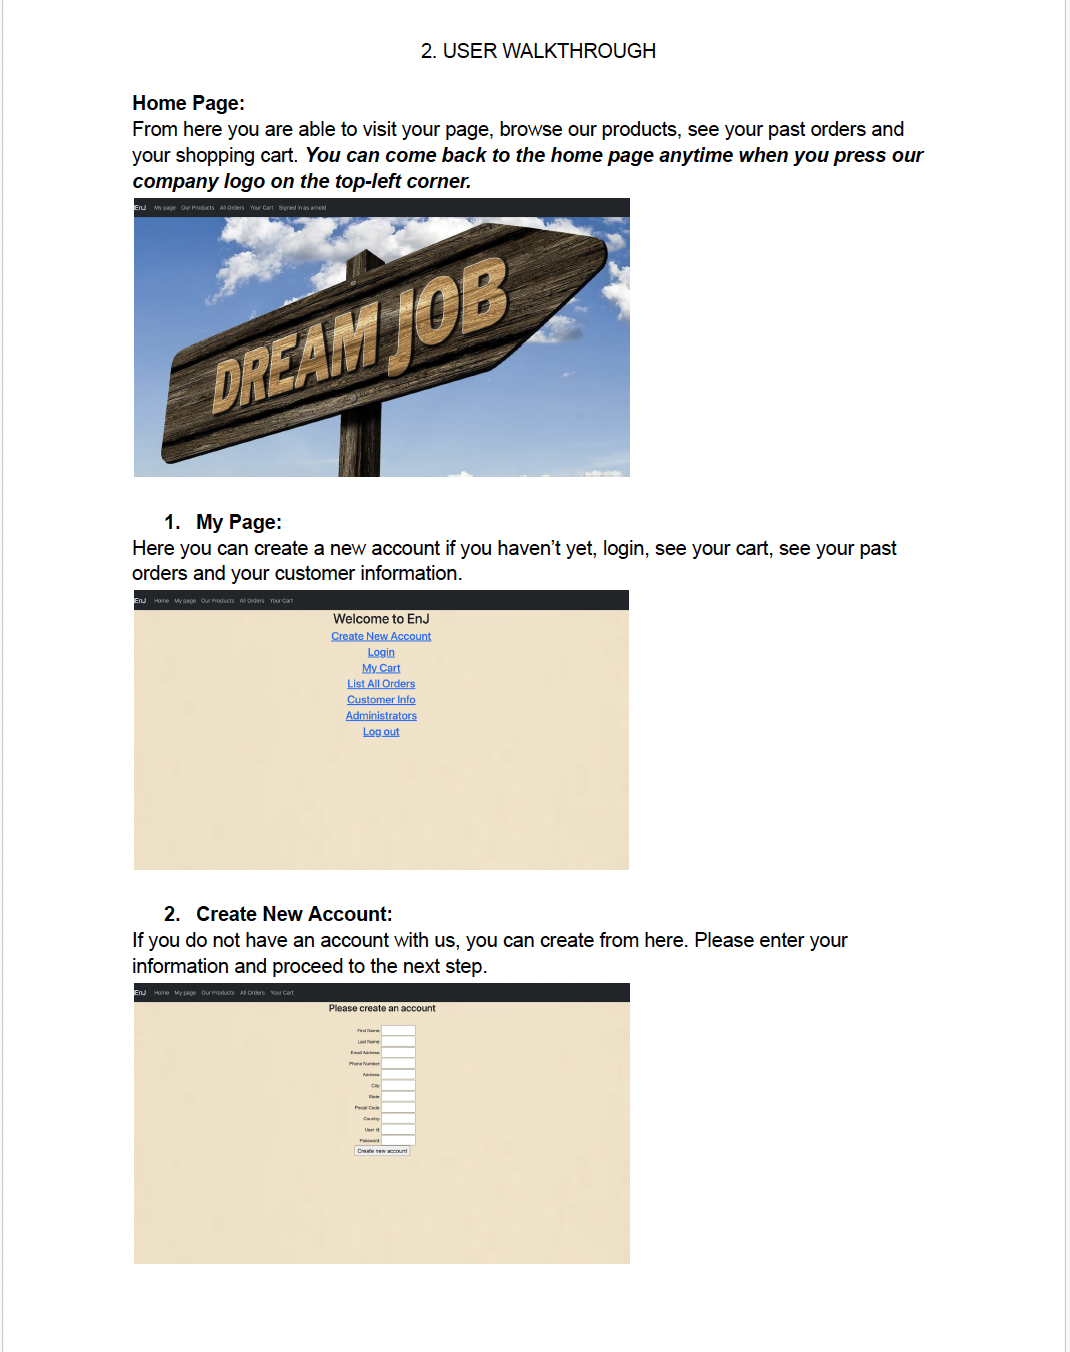 2. USER WALKTHROUGH
Home Page:
From here you are able to visit your page, browse our products, see your past orders and
your shopping cart. You can come back to the home page anytime when you press our
company logo on the top-left corner.
EnJ My page Our Products All Orders Your Cart Signed in as arnold
DREAM JOB
1. My Page:
Here you can create a new account if you haven’t yet, login, see your cart, see your past
orders and your customer information.
EnJ Home My page Our Products All Orders Your Cart
Welcome to EnJ
Create New Account
Login
My Cart
List All Orders
Customer Info
Administrators
Log out
2. Create New Account:
If you do not have an account with us, you can create from here. Please enter your
information and proceed to the next step.
EnJ Home My page Our Products All Orders Your Cart
Please create an account
First Name
Last Name
Email Address
Phone Number
Address
City
State
Postal Code
Country
User Id
Password
Create new account